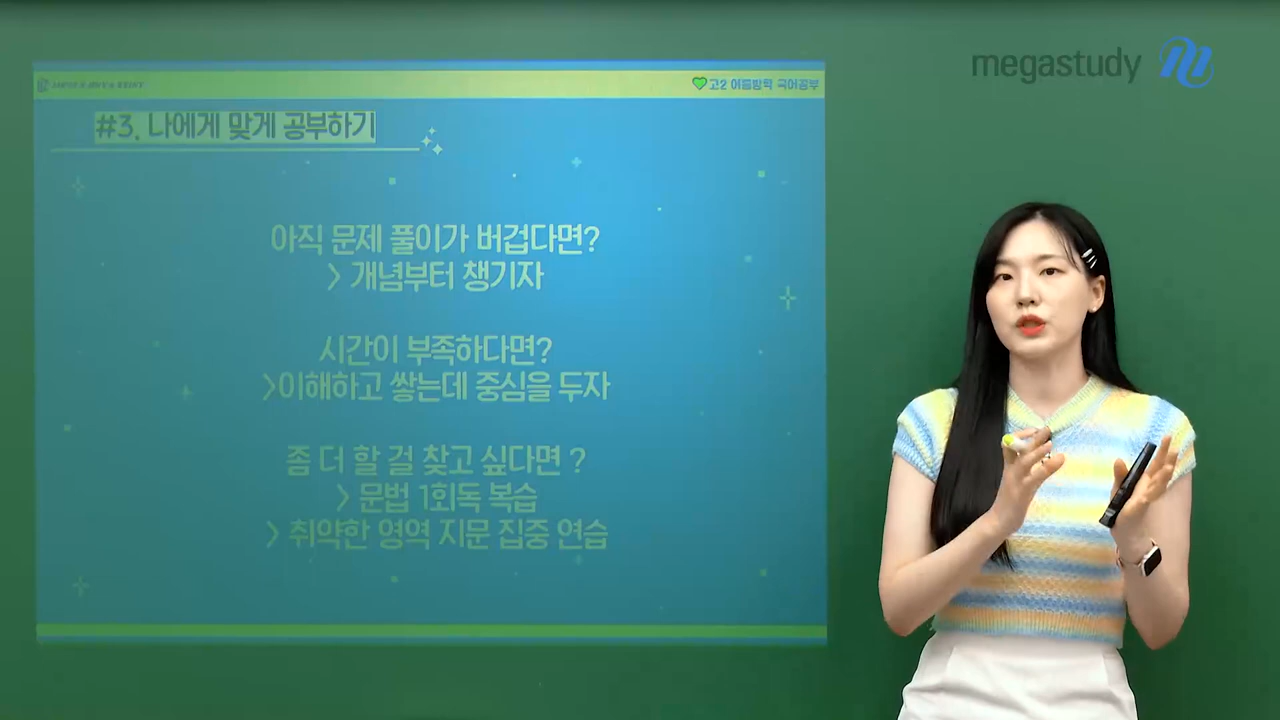 megastudy
고2 여름방학 국어공부
#3. 나에게 맞게 공부하기
아직 문제 풀이가 버겁다면?
> 개념부터 챙기자
시간이 부족하다면?
>이해하고 쌓는데 중심을 두자
좀 더 할 걸 찾고 싶다면 ?
> 문법 1회독 복습
> 취약한 영역 지문 집중 연습